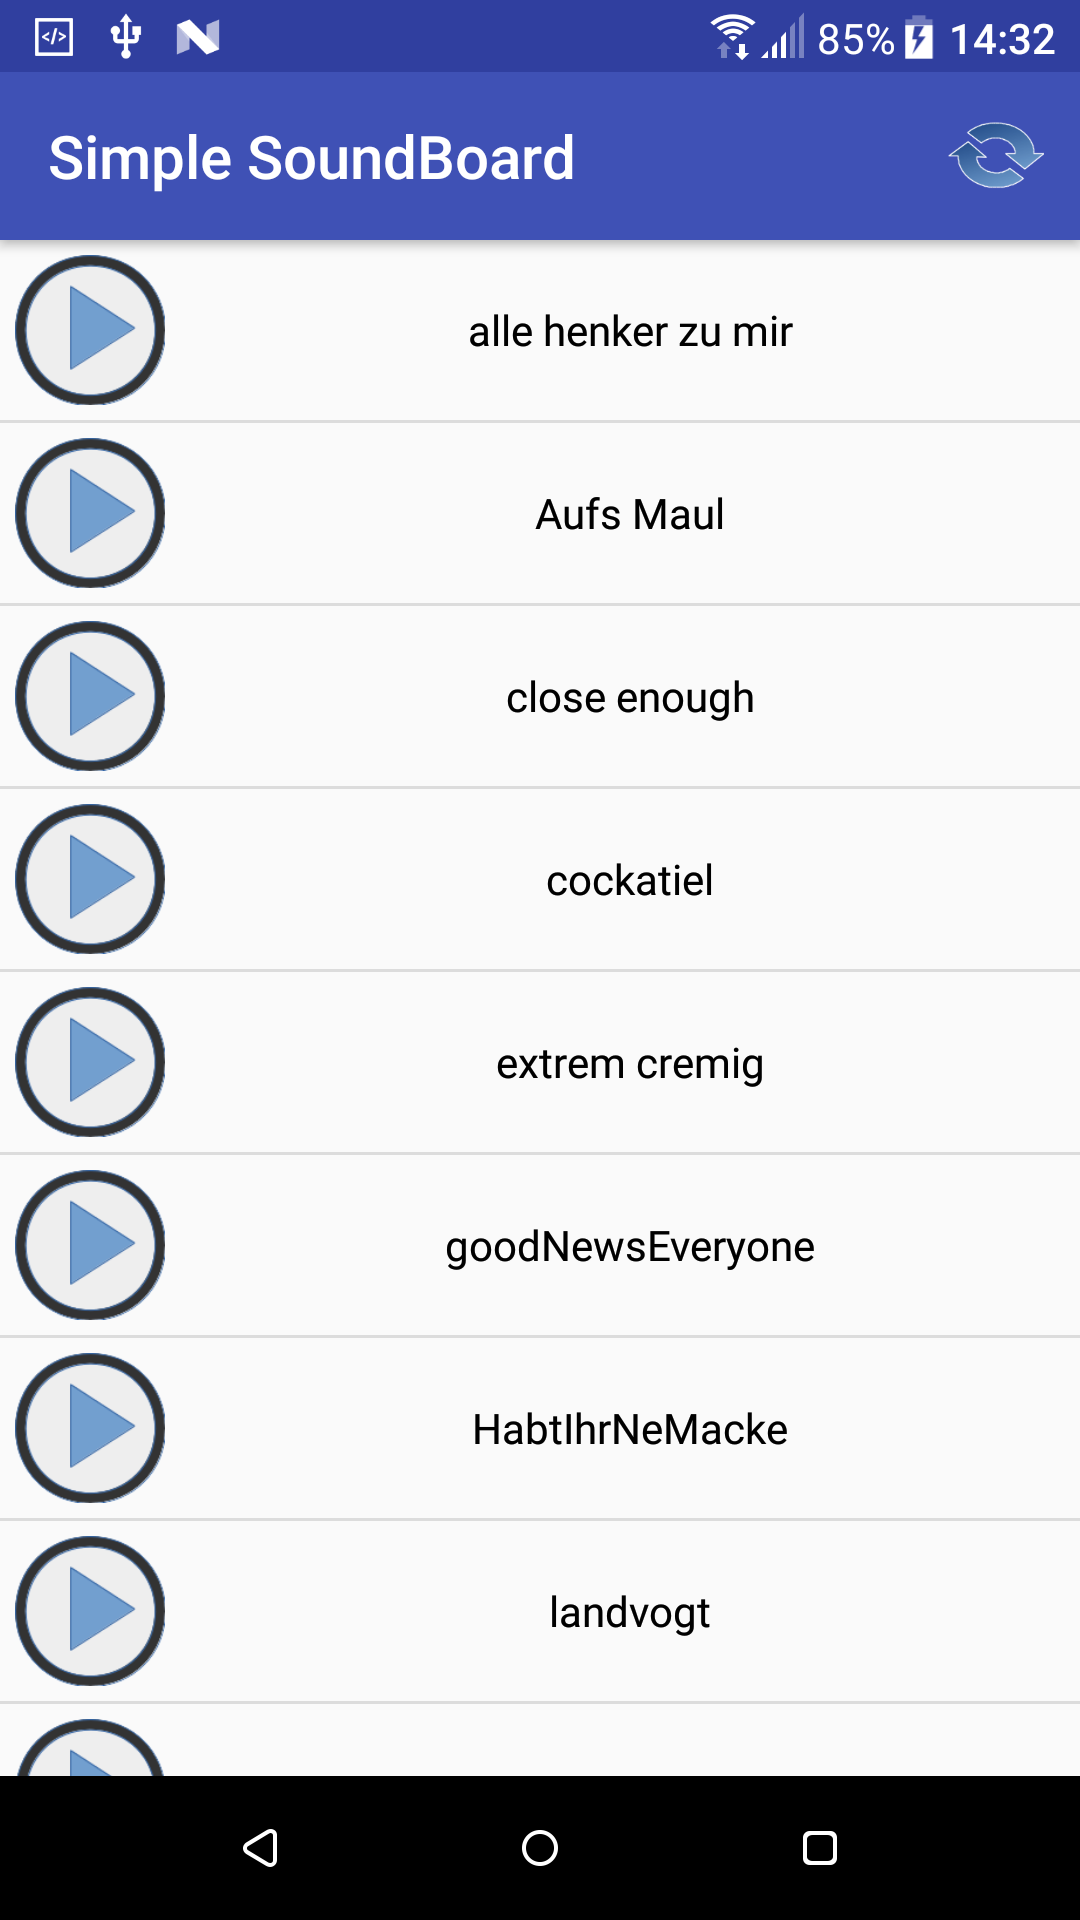 85% 14:32
Simple SoundBoard
alle henker zu mir
Aufs Maul
close enough
cockatiel
extrem cremig
goodNewsEveryone
HabtIhrNeMacke
landvogt